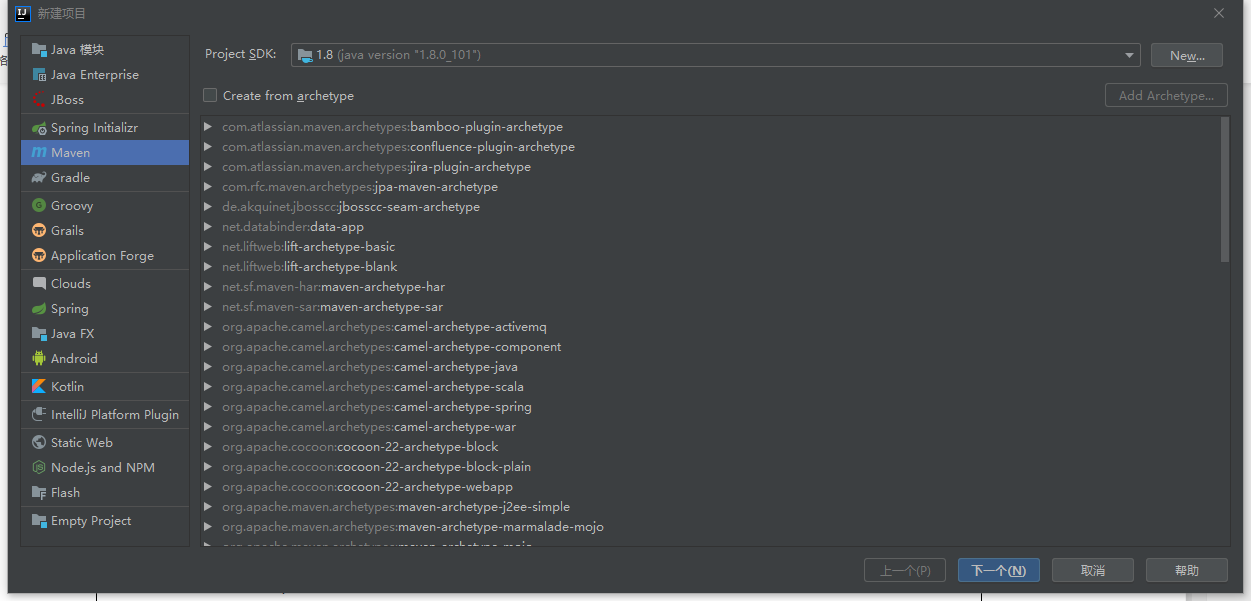 新建项目
Java 模块
Java Enterprise
JBoss
Spring Initializr
Maven
Gradle
Groovy
Grails
Application Forge
Clouds
Spring
Java FX
Android
Kotlin
IntelliJ Platform Plugin
Static Web
Node.js and NPM
Flash
Empty Project
Project SDK: 1.8 (java version "1.8.0_101") New...
Create from archetype Add Archetype...
com.atlassian.maven.archetypes:bamboo-plugin-archetype
com.atlassian.maven.archetypes:confluence-plugin-archetype
com.atlassian.maven.archetypes:jira-plugin-archetype
com.rfc.maven.archetypes:jpa-maven-archetype
de.akquinet.jbosscc:jbosscc-seam-archetype
net.databinder:data-app
net.liftweb:lift-archetype-basic
net.liftweb:lift-archetype-blank
net.sf.maven-har:maven-archetype-har
net.sf.maven-sar:maven-archetype-sar
org.apache.camel.archetypes:camel-archetype-activemq
org.apache.camel.archetypes:camel-archetype-component
org.apache.camel.archetypes:camel-archetype-java
org.apache.camel.archetypes:camel-archetype-scala
org.apache.camel.archetypes:camel-archetype-spring
org.apache.camel.archetypes:camel-archetype-war
org.apache.cocoon:cocoon-22-archetype-block
org.apache.cocoon:cocoon-22-archetype-block-plain
org.apache.cocoon:cocoon-22-archetype-webapp
org.apache.maven.archetypes:maven-archetype-j2ee-simple
org.apache.maven.archetypes:maven-archetype-marmalade-mojo
上一个(P) 下一个(N) 取消 帮助